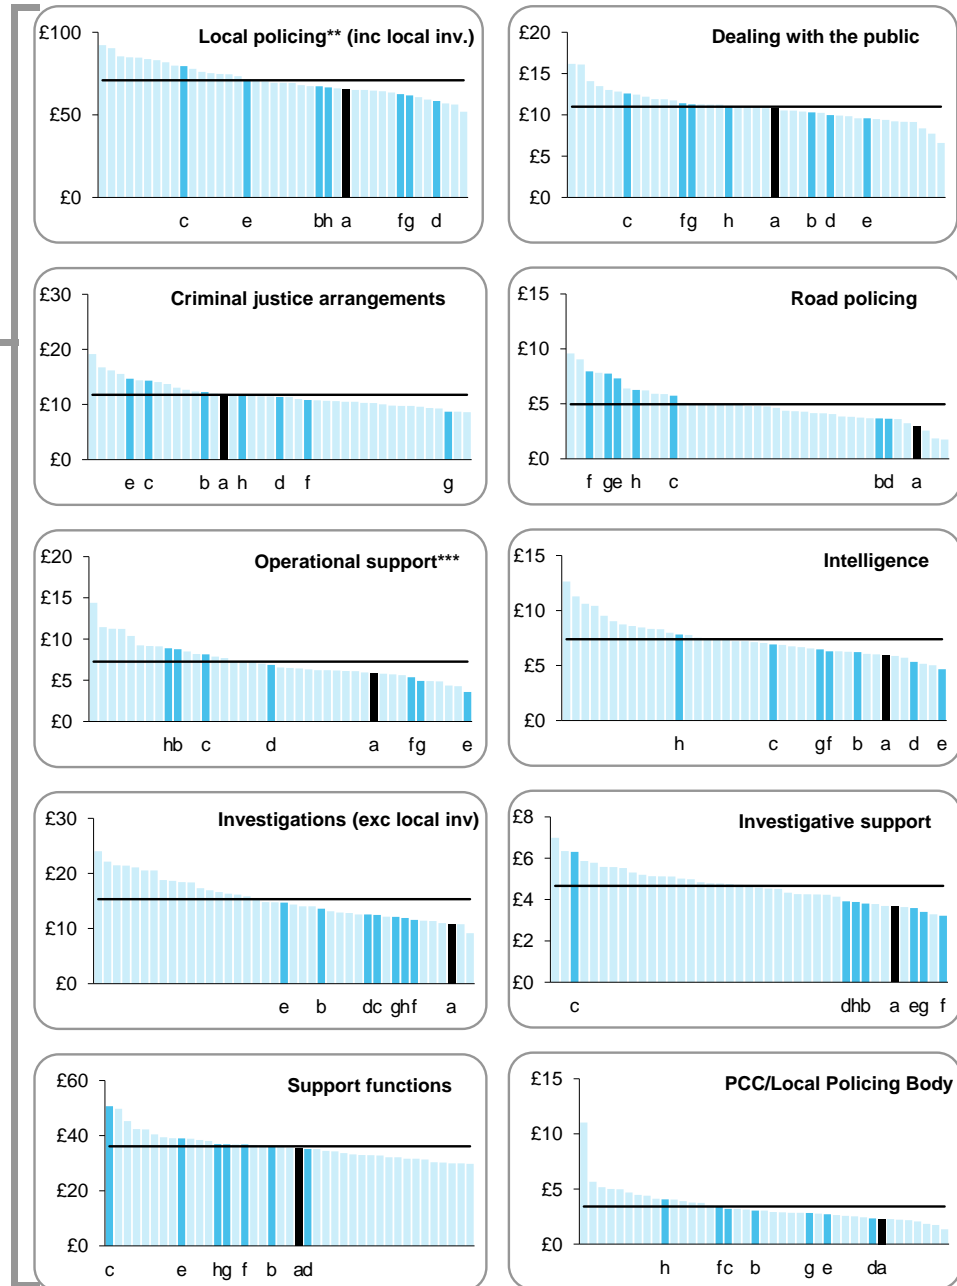 Local policing** (inc local inv.)
£100
£50
£0
c e bh a fg d
Dealing with the public
£20
£15
£10
£5
£0
c fg h a b d e
Criminal justice arrangements
£30
£20
£10
£0
e c b a h d f g
Road policing
£15
£10
£5
£0
f ge h c bd a
Operational support***
£20
£15
£10
£5
£0
hb c d a fg e
Intelligence
£15
£10
£5
£0
h c gf b a d e
Investigations (exc local inv)
£30
£20
£10
£0
e b dc ghf a
Investigative support
£8
£6
£4
£2
£0
c dhb a eg f
Support functions
£60
£40
£20
£0
c e hg f b ad
PCC/Local Policing Body
£15
£10
£5
£0
h fc b g e da